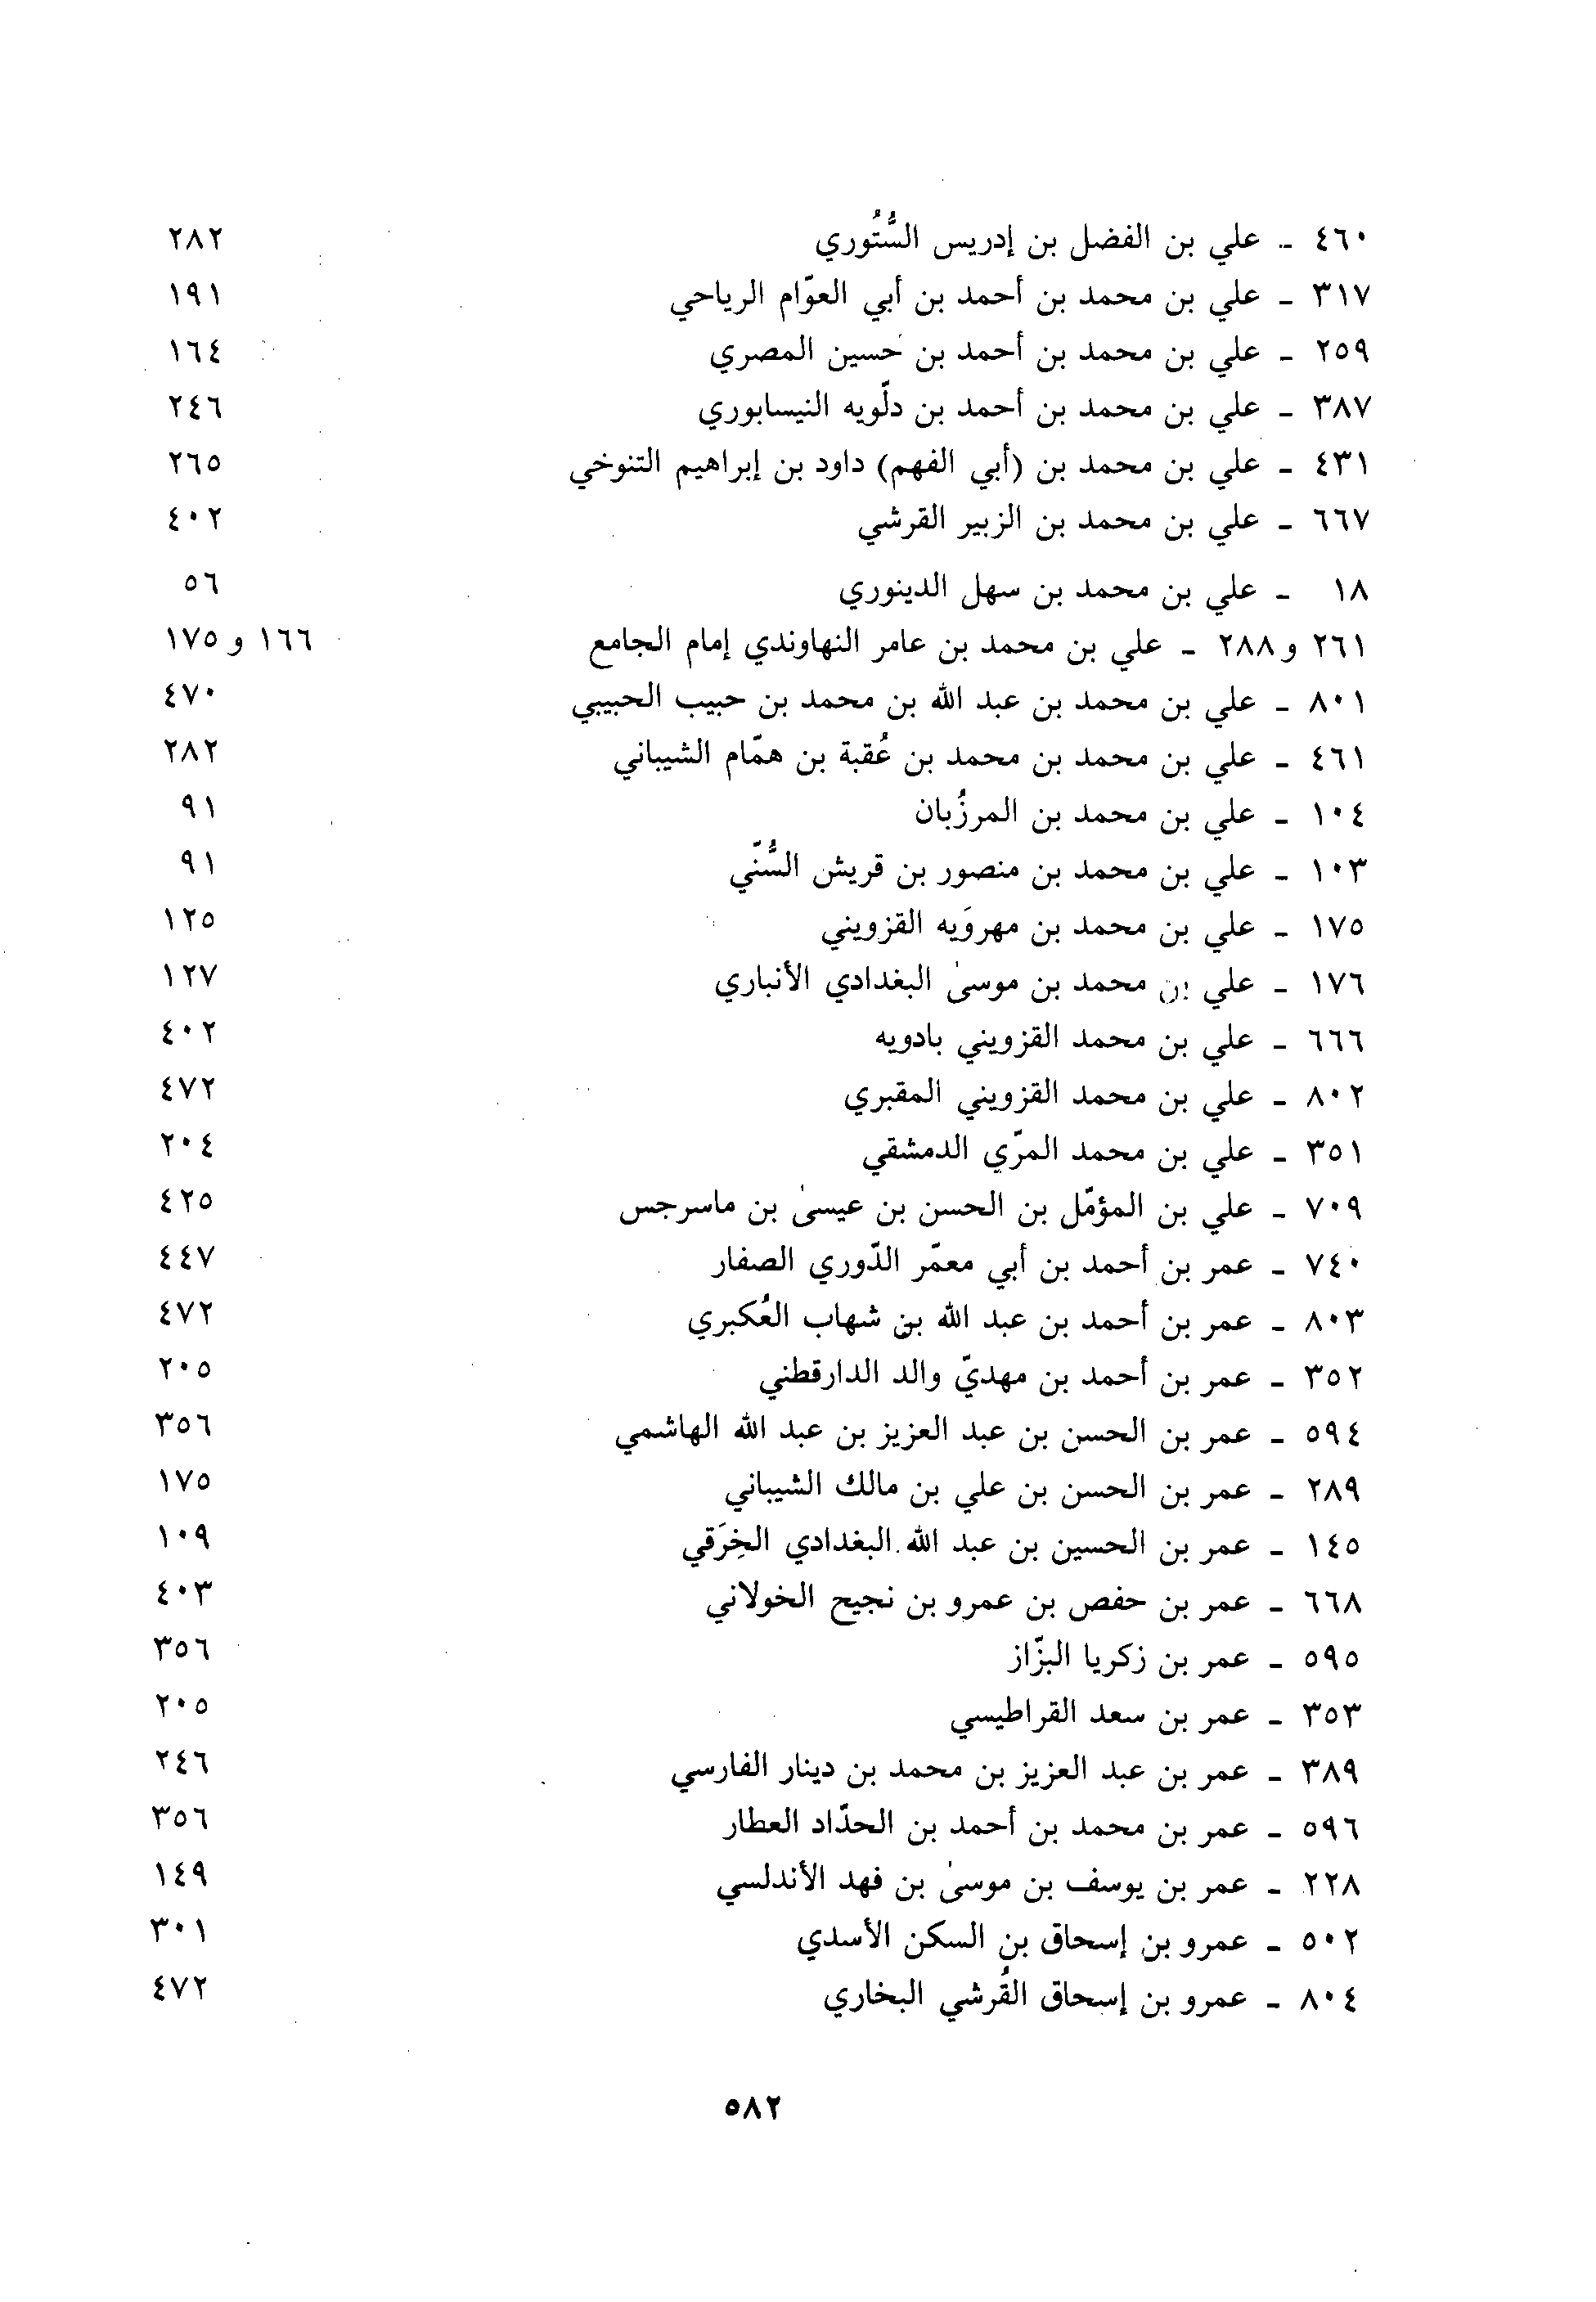 ٤٦٠ - علي بن الفضل بن إدريس السُّتُوري ٢٨٢
٣١٧ - علي بن محمد بن أحمد بن أبي العوّام الرياحي ١٩١
٢٥٩ - علي بن محمد بن أحمد بن حسين المصري ١٦٤
٣٨٧ - علي بن محمد بن أحمد بن دلّويه النيسابوري ٢٤٦
٤٣١ - علي بن محمد بن (أبي الفهم) داود بن إبراهيم التنوخي ٢٦٥
٦٦٧ - علي بن محمد بن الزبير القرشي ٤٠٢
١٨ - علي بن محمد بن سهل الدينوري ٥٦
٢٦١ و٢٨٨ - علي بن محمد بن عامر النهاوندي إمام الجامع ١٦٦ و١٧٥
٨٠١ - علي بن محمد بن عبد الله بن محمد بن حبيب الحبيبي ٤٧٠
٤٦١ - علي بن محمد بن محمد بن عُقبة بن همّام الشيباني ٢٨٢
١٠٤ - علي بن محمد بن المرزُبان ٩١
١٠٣ - علي بن محمد بن منصور بن قريش السُّنّي ٩١
١٧٥ - علي بن محمد بن مهروَيه القزويني ١٢٥
١٧٦ - علي بن محمد بن موسىٰ البغدادي الأنباري ١٢٧
٦٦٦ - علي بن محمد القزويني بادويه ٤٠٢
٨٠٢ - علي بن محمد القزويني المقبري ٤٧٢
٣٥١ - علي بن محمد المرّي الدمشقي ٢٠٤
٧٠٩ - علي بن المؤمّل بن الحسن بن عيسىٰ بن ماسرجس ٤٢٥
٧٤٠ - عمر بن أحمد بن أبي معمّر الدّوري الصفار ٤٤٧
٨٠٣ - عمر بن أحمد بن عبد الله بن شهاب العُكبري ٤٧٢
٣٥٢ - عمر بن أحمد بن مهديّ والد الدارقطني ٢٠٥
٥٩٤ - عمر بن الحسن بن عبد العزيز بن عبد الله الهاشمي ٣٥٦
٢٨٩ - عمر بن الحسن بن علي بن مالك الشيباني ١٧٥
١٤٥ - عمر بن الحسين بن عبد الله البغدادي الخِرَقي ١٠٩
٦٦٨ - عمر بن حفص بن عمرو بن نجيح الخولاني ٤٠٣
٥٩٥ - عمر بن زكريا البزّاز ٣٥٦
٣٥٣ - عمر بن سعد القراطيسي ٢٠٥
٣٨٩ - عمر بن عبد العزيز بن محمد بن دينار الفارسي ٢٤٦
٥٩٦ - عمر بن محمد بن أحمد بن الحدّاد العطار ٣٥٦
٢٢٨ - عمر بن يوسف بن موسىٰ بن فهد الأندلسي ١٤٩
٥٠٢ - عمرو بن إسحاق بن السكن الأسدي ٣٠١
٨٠٤ - عمرو بن إسحاق القُرشي البخاري ٤٧٢
٥٨٢